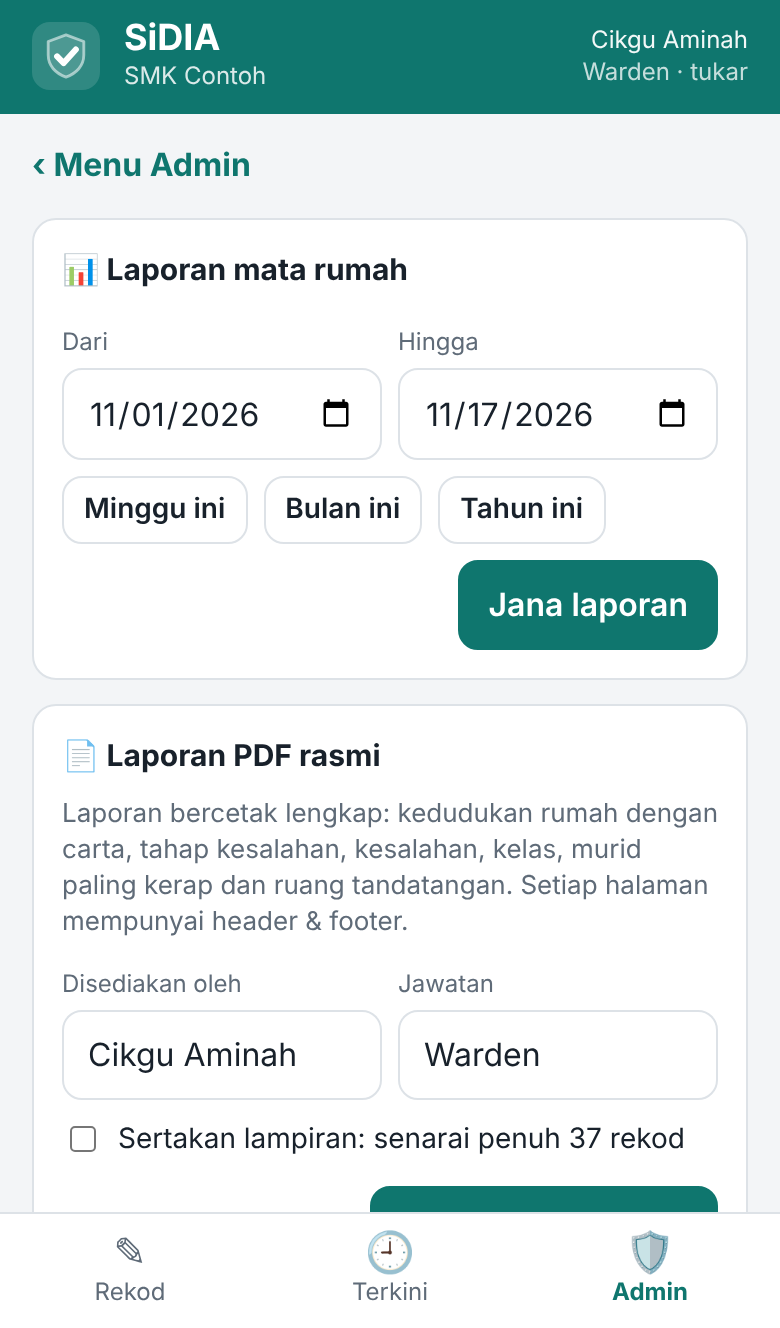 SiDIA
SMK Contoh
Cikgu Aminah
Warden · tukar
‹ Menu Admin
📊 Laporan mata rumah
Dari
Hingga
11/01/2026
11/17/2026
Minggu ini
Bulan ini
Tahun ini
Jana laporan
📄 Laporan PDF rasmi
Laporan bercetak lengkap: kedudukan rumah dengan
carta, tahap kesalahan, kesalahan, kelas, murid
paling kerap dan ruang tandatangan. Setiap halaman
mempunyai header & footer.
Disediakan oleh
Jawatan
Cikgu Aminah
Warden
Sertakan lampiran: senarai penuh 37 rekod
Rekod
Terkini
Admin